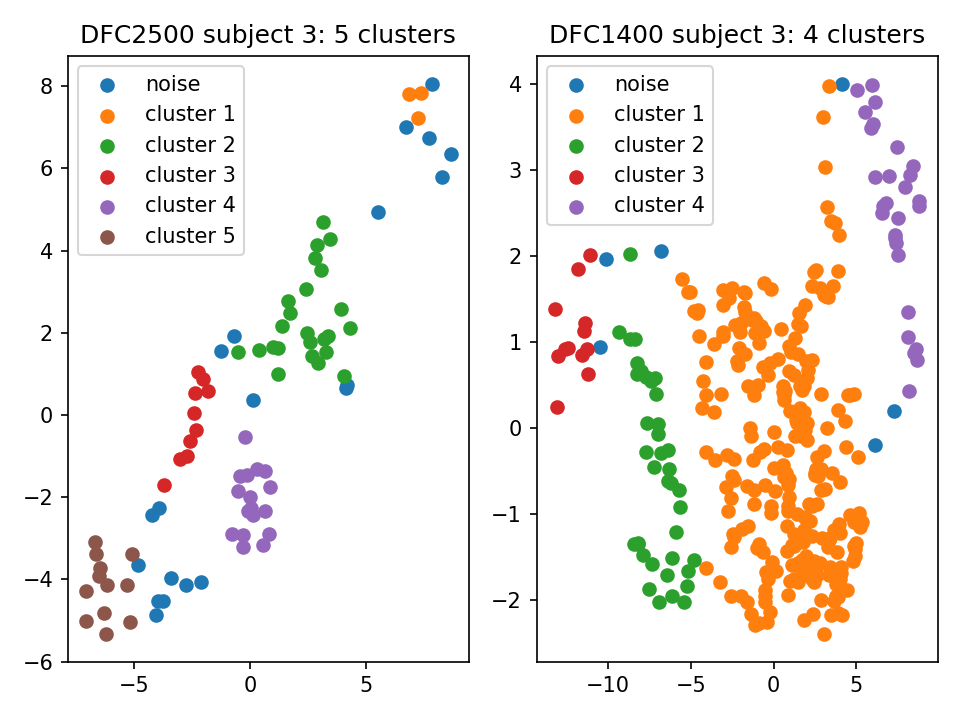 DFC2500 subject 3: 5 clusters
noise
cluster 1
cluster 2
cluster 3
cluster 4
cluster 5
8
6
4
2
0
−2
−4
−6
−5
0
5
DFC1400 subject 3: 4 clusters
noise
cluster 1
cluster 2
cluster 3
cluster 4
4
3
2
1
0
−1
−2
−10
−5
0
5